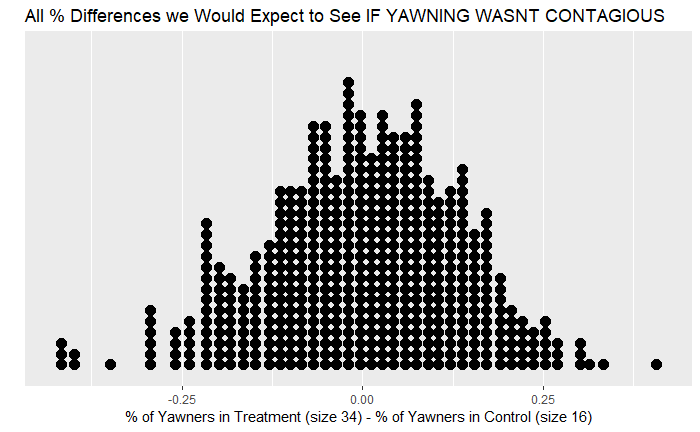 All % Differences we Would Expect to See IF YAWNING WASNT CONTAGIOUS
-0.25 0.00 0.25
% of Yawners in Treatment (size 34) - % of Yawners in Control (size 16)